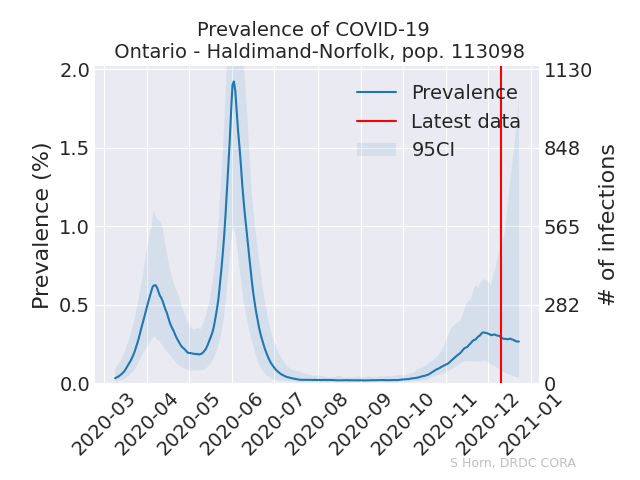 Prevalence of COVID-19
Ontario - Haldimand-Norfolk, pop. 113098
Prevalence (%)
2.0
1.5
1.0
0.5
0.0
Prevalence
Latest data
95CI
1130
848
565
282
0
# of infections
2020-03
2020-04
2020-05
2020-06
2020-07
2020-08
2020-09
2020-10
2020-11
2020-12
2021-01
S Horn, DRDC CORA